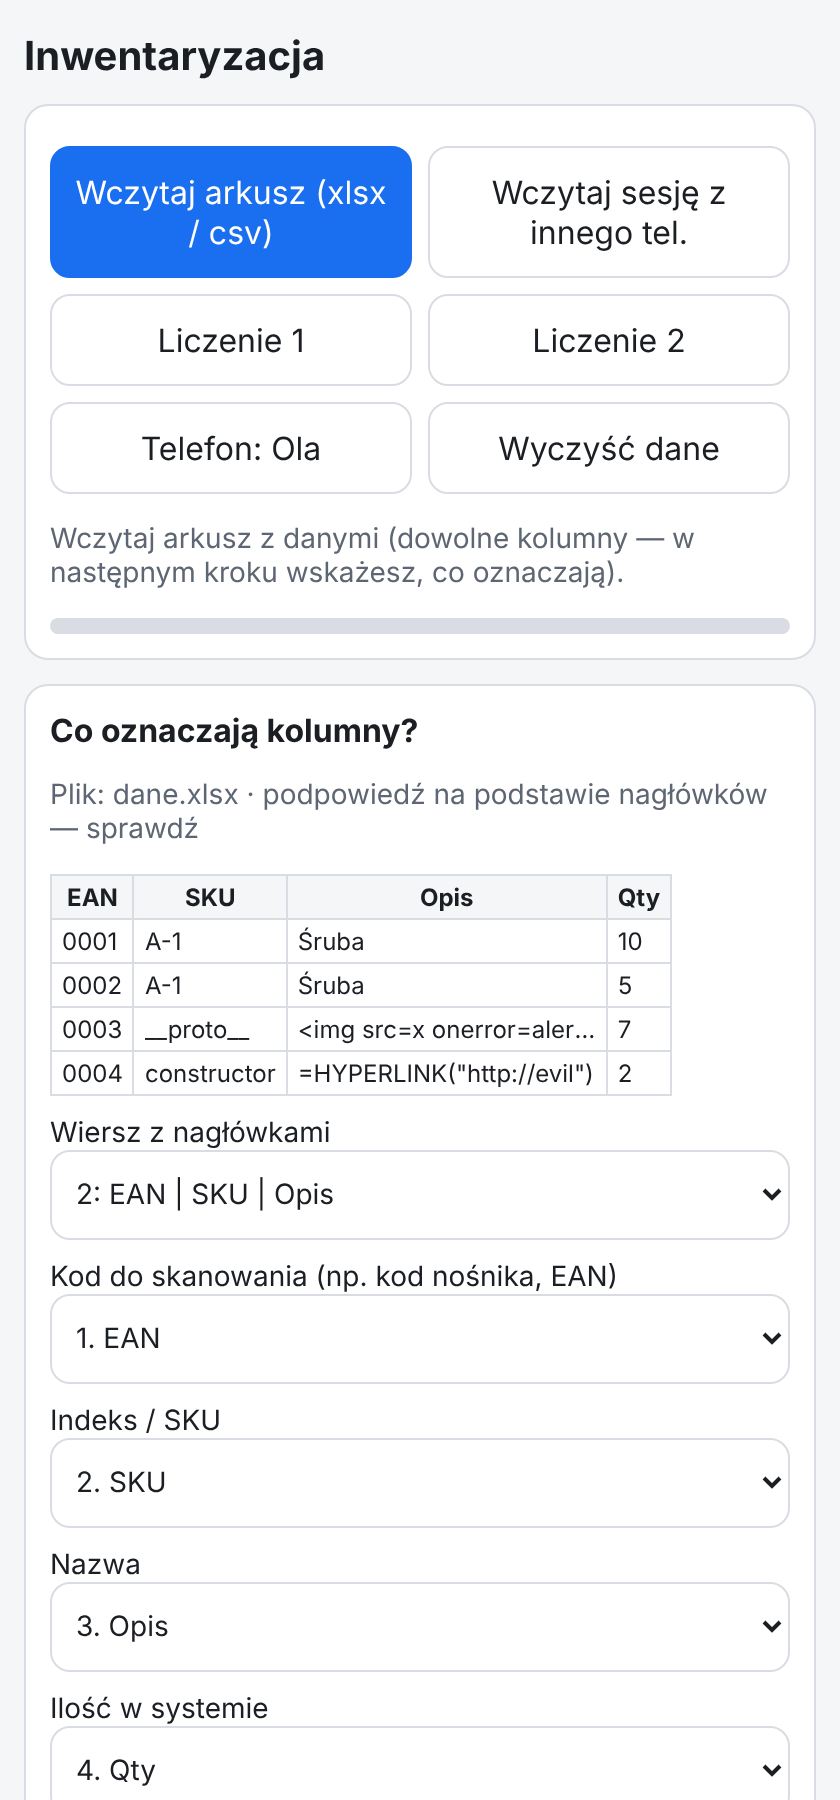 Inwentaryzacja
Wczytaj arkusz (xlsx
/ csv)
Wczytaj sesję z
innego tel.
Liczenie 1
Liczenie 2
Telefon: Ola
Wyczyść dane
Wczytaj arkusz z danymi (dowolne kolumny — w
następnym kroku wskażesz, co oznaczają).
Co oznaczają kolumny?
Plik: dane.xlsx · podpowiedź na podstawie nagłówków
— sprawdź
EAN SKU Opis Qty
0001 A-1 Śruba 10
0002 A-1 Śruba 5
0003 __proto__ <img src=x onerror=aler... 7
0004 constructor =HYPERLINK("http://evil") 2
Wiersz z nagłówkami
2: EAN | SKU | Opis
Kod do skanowania (np. kod nośnika, EAN)
1. EAN
Indeks / SKU
2. SKU
Nazwa
3. Opis
Ilość w systemie
4. Qty